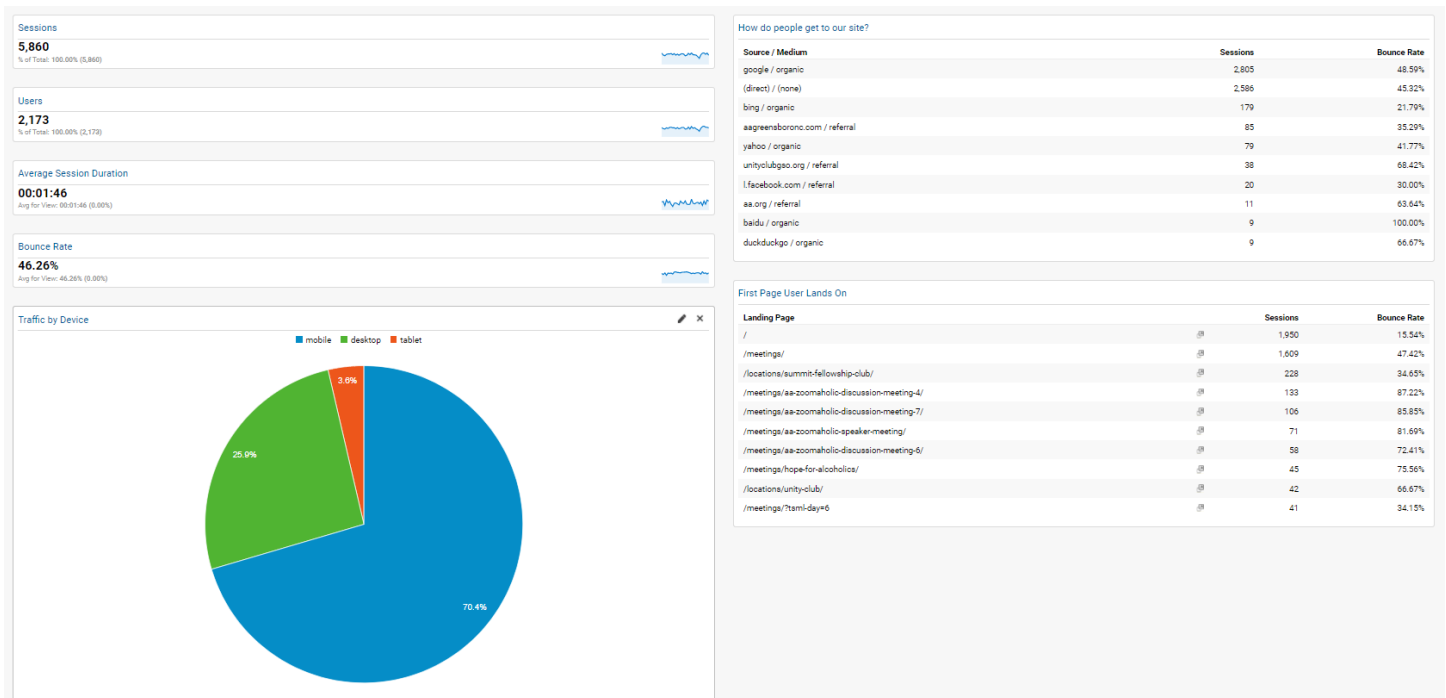 Sessions
5,860
% of Total: 100.00% (5,860)
Users
2,173
% of Total: 100.00% (2,173)
Average Session Duration
00:01:46
Avg for View: 00:01:46 (0.00%)
Bounce Rate
46.26%
Avg for View: 46.26% (0.00%)
Traffic by Device
mobile desktop tablet
3.6%
25.9%
70.4%
How do people get to our site?
Source / Medium Sessions Bounce Rate
google / organic 2,805 48.59%
(direct) / (none) 2,586 45.32%
bing / organic 179 21.79%
aagreensboronc.com / referral 85 35.29%
yahoo / organic 79 41.77%
unityclubgso.org / referral 38 68.42%
l.facebook.com / referral 20 30.00%
aa.org / referral 11 63.64%
baidu / organic 9 100.00%
duckduckgo / organic 9 66.67%
First Page User Lands On
Landing Page Sessions Bounce Rate
/ 1,950 15.54%
/meetings/ 1,609 47.42%
/locations/summit-fellowship-club/ 228 34.65%
/meetings/aa-zoomaholic-discussion-meeting-4/ 133 87.22%
/meetings/aa-zoomaholic-discussion-meeting-7/ 106 85.85%
/meetings/aa-zoomaholic-speaker-meeting/ 71 81.69%
/meetings/aa-zoomaholic-discussion-meeting-6/ 58 72.41%
/meetings/hope-for-alcoholics/ 45 75.56%
/locations/unity-club/ 42 66.67%
/meetings/?tsml-day=6 41 34.15%